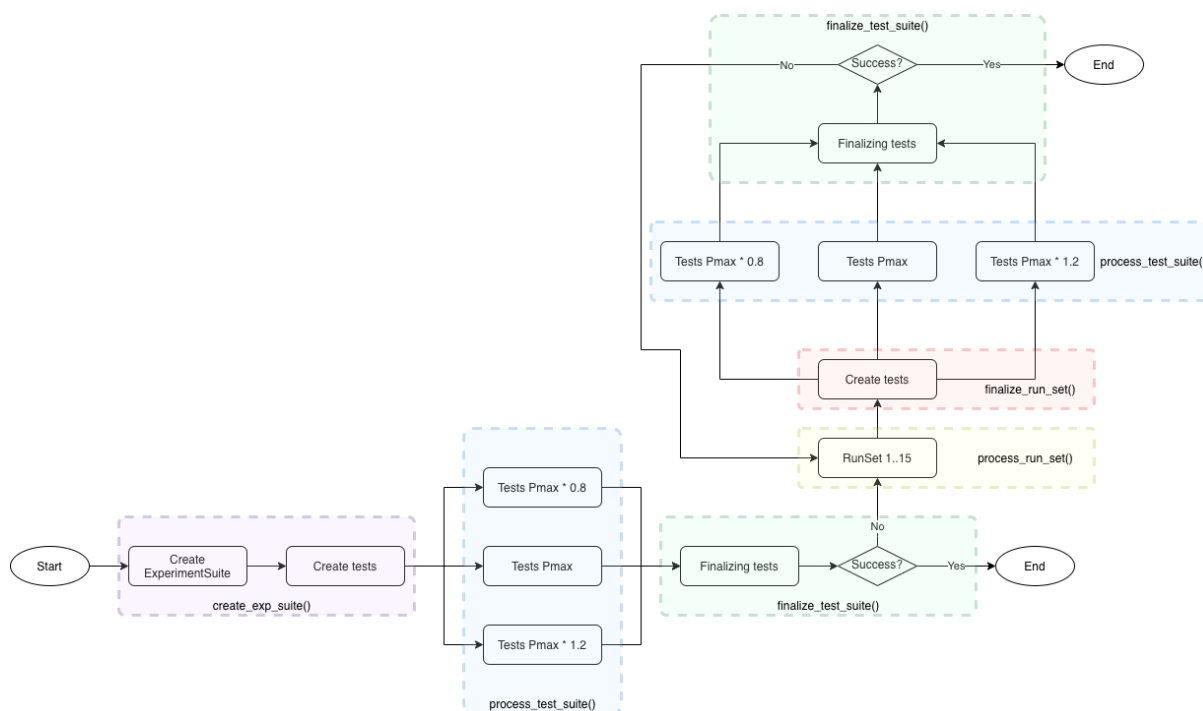 finalize_test_suite()
No
Success?
Yes
End
Finalizing tests
Tests Pmax * 0.8
Tests Pmax
Tests Pmax * 1.2
process_test_suite(
Create tests
finalize_run_set()
RunSet 1..15
process_run_set()
Tests Pmax * 0.8
No
Start
Create
ExperimentSuite
Create tests
Tests Pmax
Finalizing tests
Success?
Yes
End
create_exp_suite()
finalize_test_suite()
Tests Pmax * 1.2
process_test_suite()